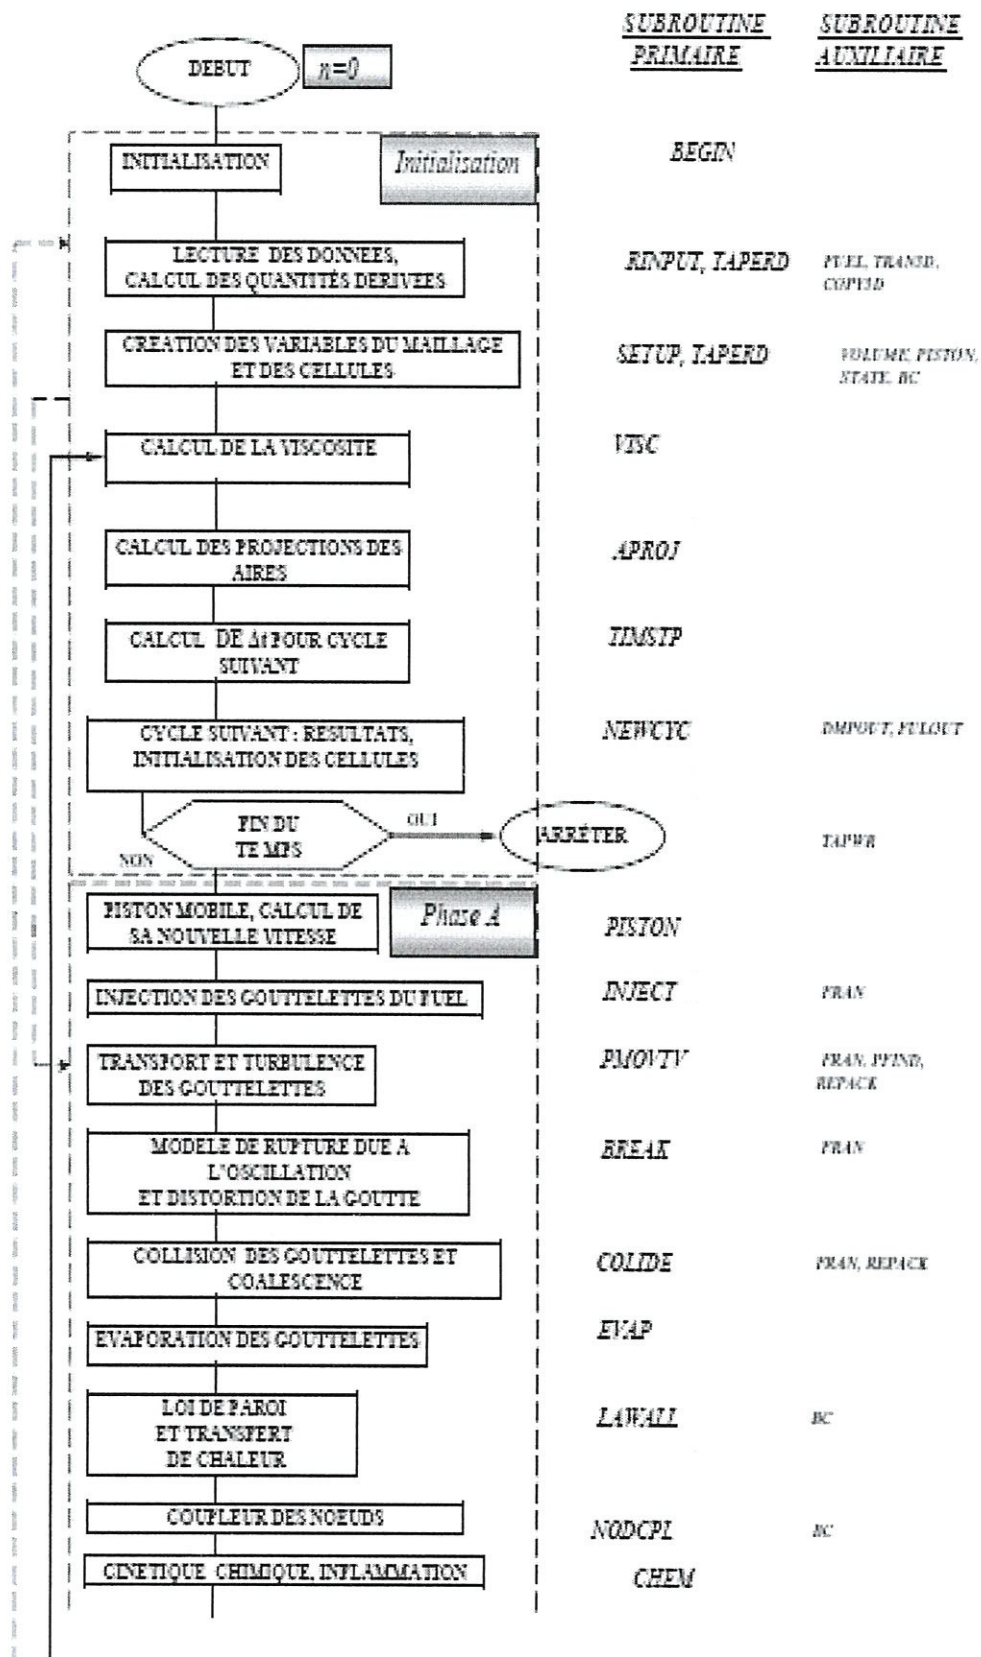 SUBROUTINE PRIMAIRE
SUBROUTINE AUXILIAIRE
DEBUT
n=0
INITIALISATION
Initialisation
BEGIN
LECTURE DES DONNEES,
CALCUL DES QUANTITÉS DERIVEES
RINPUT, TAPERD
FUEL, TRANSD,
COPYID
CREATION DES VARIABLES DU MAILLAGE
ET DES CELLULES
SETUP, TAPERD
VOLUME, PISTON,
STATE, BC
CALCUL DE LA VISCOSITE
VISC
CALCUL DES PROJECTIONS DES
AIRES
APROJ
CALCUL DE Δt POUR CYCLE
SUIVANT
TIMSTP
CYCLE SUIVANT : RESULTATS,
INITIALISATION DES CELLULES
NEWCYC
DMPOUT, FULOUT
FIN DU
TEMPS
OUI
NON
ARRÊTER
TAPWR
PISTON MOBILE, CALCUL DE
SA NOUVELLE VITESSE
Phase A
PISTON
INJECTION DES GOUTTELETTES DU FUEL
INJECT
FRAN
TRANSPORT ET TURBULENCE
DES GOUTTELETTES
PMOVTV
FRAN, PFIND,
REPACK
MODELE DE RUPTURE DUE A
L'OSCILLATION
ET DISTORTION DE LA GOUTTE
BREAK
FRAN
COLLISION DES GOUTTELETTES ET
COALESCENCE
COLIDE
FRAN, REPACK
EVAPORATION DES GOUTTELETTES
EVAP
LOI DE PAROI
ET TRANSFERT
DE CHALEUR
LAWALL
BC
COUPLEUR DES NOEUDS
NODCPL
BC
CINETIQUE CHIMIQUE, INFLAMMATION
CHEM